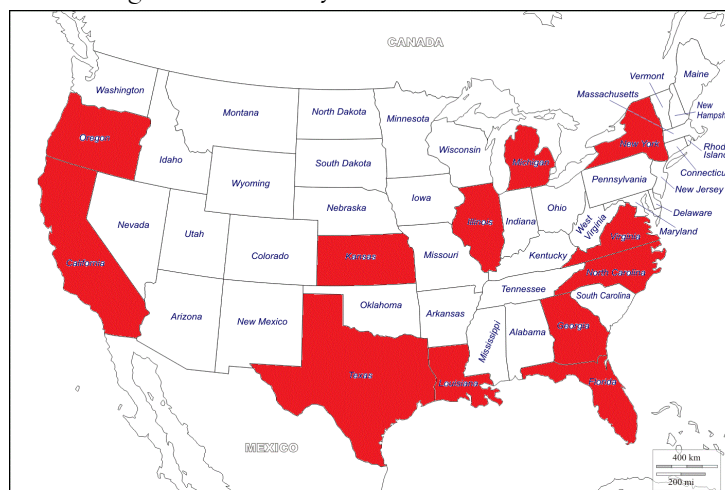 CANADA
Washington
Montana
North Dakota
Minnesota
Vermont
Maine
Massachusetts
New
Hampsh
Oregon
Idaho
South Dakota
Wisconsin
Michigan
New York
Rhod
Island
Connecticu
Wyoming
Iowa
Pennsylvania
New Jersey
Nebraska
Illinois
Indiana
Ohio
Delaware
Maryland
West
Virginia
Virginia
Nevada
Utah
Colorado
Kansas
Missouri
Kentucky
California
North Carolina
Tennessee
South Carolina
Arizona
New Mexico
Oklahoma
Arkansas
Mississippi
Alabama
Georgia
Texas
Louisiana
Florida
MEXICO
400 km
200 mi